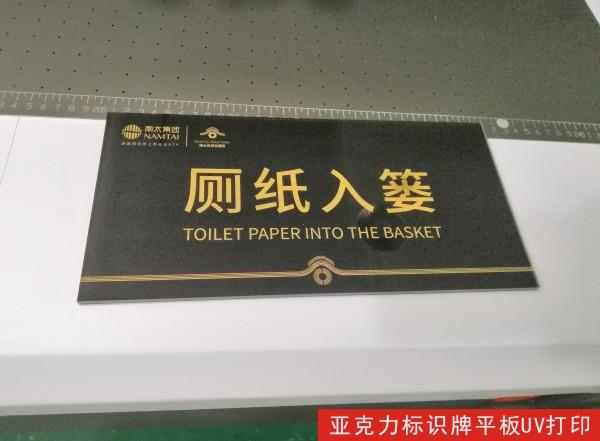 南太集团
NAMTAI
厕纸入篓
TOILET PAPER INTO THE BASKET
亚克力标识牌平板UV打印